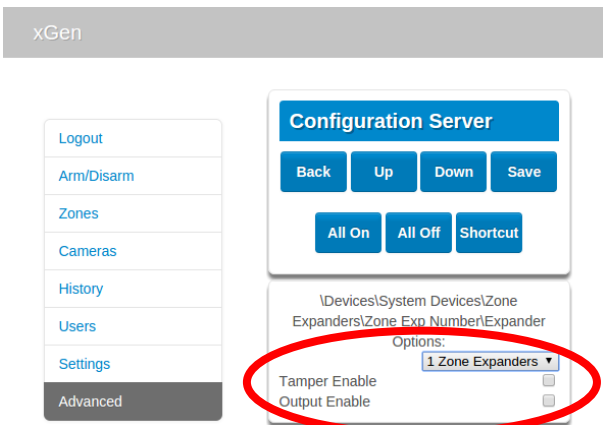 xGen
Logout
Arm/Disarm
Zones
Cameras
History
Users
Settings
Advanced
Configuration Server
Back Up Down Save
All On All Off Shortcut
\Devices\System Devices\Zone
Expanders\Zone Exp Number\Expander
Options:
1 Zone Expanders
Tamper Enable
Output Enable